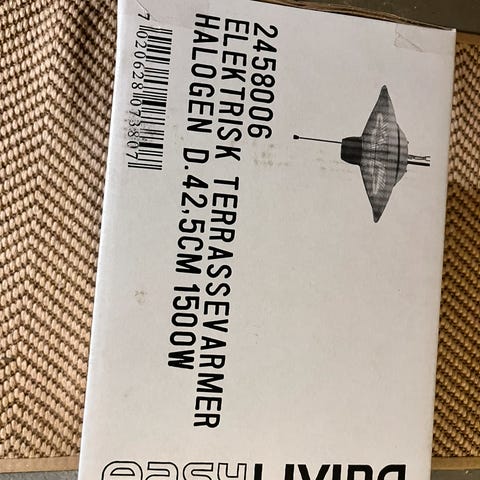 2458006
ELEKTRISK TERRASSEVARMER
HALOGEN D.42,5CM 1500W
7 020628 073807
easy LIVING